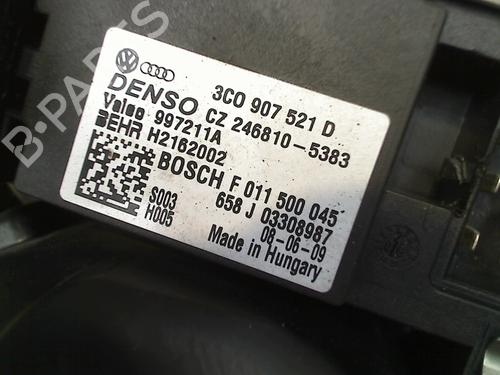 3C0 907 521 D
DENSO CZ 246810-5383
Valeo 997211A
BEHR H2162002
BOSCH F 011 500 045
S003 658 J 03308987
H005 08-06-09
Made in Hungary
B-PARTS